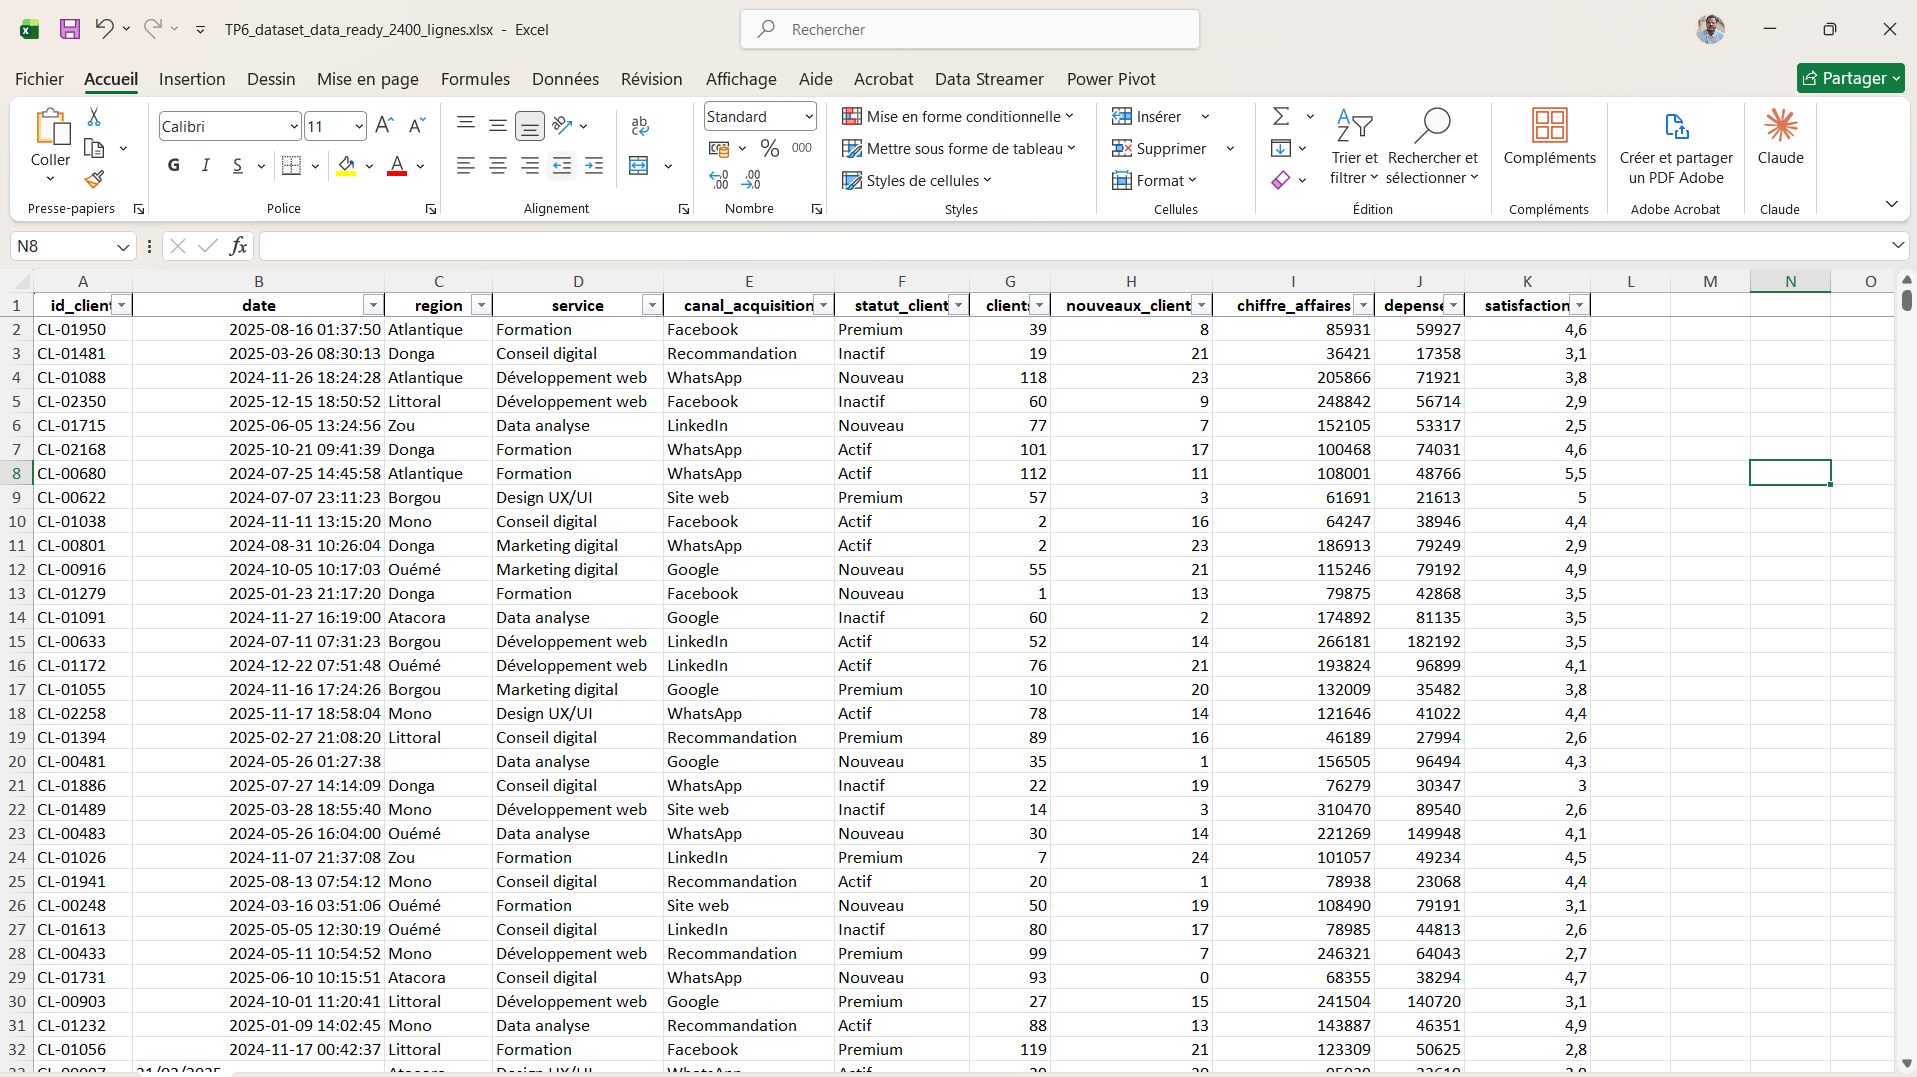 TP6_dataset_data_ready_2400_lignes.xlsx - Excel
Rechercher
Fichier Accueil Insertion Dessin Mise en page Formules Données Révision Affichage Aide Acrobat Data Streamer Power Pivot Partager
Coller
Calibri 11
G I S
Standard
% 000
Mise en forme conditionnelle
Mettre sous forme de tableau
Styles de cellules
Insérer
Supprimer
Format
Trier et filtrer
Rechercher et sélectionner
Compléments
Créer et partager un PDF Adobe
Claude
Presse-papiers Police Alignement Nombre Styles Cellules Édition Compléments Adobe Acrobat Claude
N8 fx
A B C D E F G H I J K L M N O
1 id_client date region service canal_acquisition statut_client clients nouveaux_client chiffre_affaires depense satisfaction
2 CL-01950 2025-08-16 01:37:50 Atlantique Formation Facebook Premium 39 8 85931 59927 4,6
3 CL-01481 2025-03-26 08:30:13 Donga Conseil digital Recommandation Inactif 19 21 36421 17358 3,1
4 CL-01088 2024-11-26 18:24:28 Atlantique Développement web WhatsApp Nouveau 118 23 205866 71921 3,8
5 CL-02350 2025-12-15 18:50:52 Littoral Développement web Facebook Inactif 60 9 248842 56714 2,9
6 CL-01715 2025-06-05 13:24:56 Zou Data analyse LinkedIn Nouveau 77 7 152105 53317 2,5
7 CL-02168 2025-10-21 09:41:39 Donga Formation WhatsApp Actif 101 17 100468 74031 4,6
8 CL-00680 2024-07-25 14:45:58 Atlantique Formation WhatsApp Actif 112 11 108001 48766 5,5
9 CL-00622 2024-07-07 23:11:23 Borgou Design UX/UI Site web Premium 57 3 61691 21613 5
10 CL-01038 2024-11-11 13:15:20 Mono Conseil digital Facebook Actif 2 16 64247 38946 4,4
11 CL-00801 2024-08-31 10:26:04 Donga Marketing digital WhatsApp Actif 2 23 186913 79249 2,9
12 CL-00916 2024-10-05 10:17:03 Ouémé Marketing digital Google Nouveau 55 21 115246 79192 4,9
13 CL-01279 2025-01-23 21:17:20 Donga Formation Facebook Nouveau 1 13 79875 42868 3,5
14 CL-01091 2024-11-27 16:19:00 Atacora Data analyse Google Inactif 60 2 174892 81135 3,5
15 CL-00633 2024-07-11 07:31:23 Borgou Développement web LinkedIn Actif 52 14 266181 182192 3,5
16 CL-01172 2024-12-22 07:51:48 Ouémé Développement web LinkedIn Actif 76 21 193824 96899 4,1
17 CL-01055 2024-11-16 17:24:26 Borgou Marketing digital Google Premium 10 20 132009 35482 3,8
18 CL-02258 2025-11-17 18:58:04 Mono Design UX/UI WhatsApp Actif 78 14 121646 41022 4,4
19 CL-01394 2025-02-27 21:08:20 Littoral Conseil digital Recommandation Premium 89 16 46189 27994 2,6
20 CL-00481 2024-05-26 01:27:38 Data analyse Google Nouveau 35 1 156505 96494 4,3
21 CL-01886 2025-07-27 14:14:09 Donga Conseil digital WhatsApp Inactif 22 19 76279 30347 3
22 CL-01489 2025-03-28 18:55:40 Mono Développement web Site web Inactif 14 3 310470 89540 2,6
23 CL-00483 2024-05-26 16:04:00 Ouémé Data analyse WhatsApp Nouveau 30 14 221269 149948 4,1
24 CL-01026 2024-11-07 21:37:08 Zou Formation LinkedIn Premium 7 24 101057 49234 4,5
25 CL-01941 2025-08-13 07:54:12 Mono Conseil digital Recommandation Actif 20 1 78938 23068 4,4
26 CL-00248 2024-03-16 03:51:06 Ouémé Formation Site web Nouveau 50 19 108490 79191 3,1
27 CL-01613 2025-05-05 12:30:19 Ouémé Conseil digital LinkedIn Inactif 80 17 78985 44813 2,6
28 CL-00433 2024-05-11 10:54:52 Mono Développement web Recommandation Premium 99 7 246321 64043 2,7
29 CL-01731 2025-06-10 10:15:51 Atacora Conseil digital WhatsApp Nouveau 93 0 68355 38294 4,7
30 CL-00903 2024-10-01 11:20:41 Littoral Développement web Google Premium 27 15 241504 140720 3,1
31 CL-01232 2025-01-09 14:02:45 Mono Data analyse Recommandation Actif 88 13 143887 46351 4,9
32 CL-01056 2024-11-17 00:42:37 Littoral Formation Facebook Premium 119 21 123309 50625 2,8